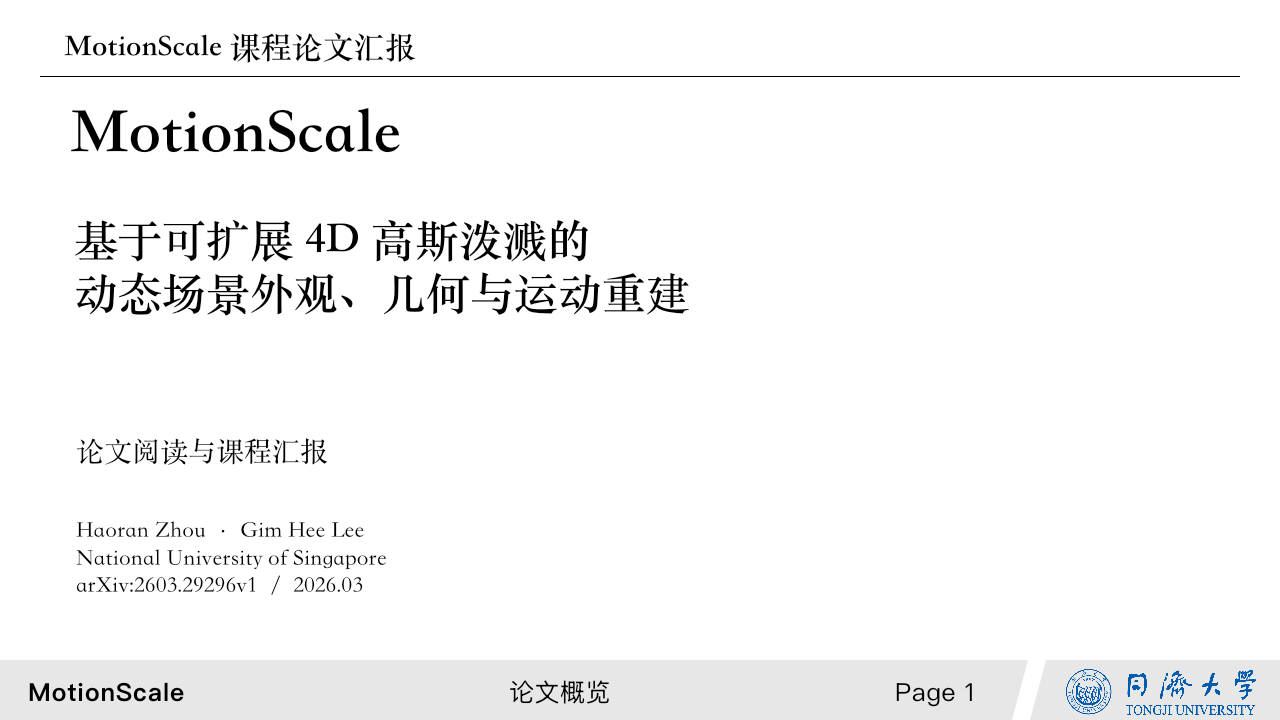 MotionScale 课程论文汇报
MotionScale
基于可扩展 4D 高斯泼溅的
动态场景外观、几何与运动重建
论文阅读与课程汇报
Haoran Zhou · Gim Hee Lee
National University of Singapore
arXiv:2603.29296v1 / 2026.03
MotionScale
论文概览
Page 1
同濟大学
TONGJI UNIVERSITY